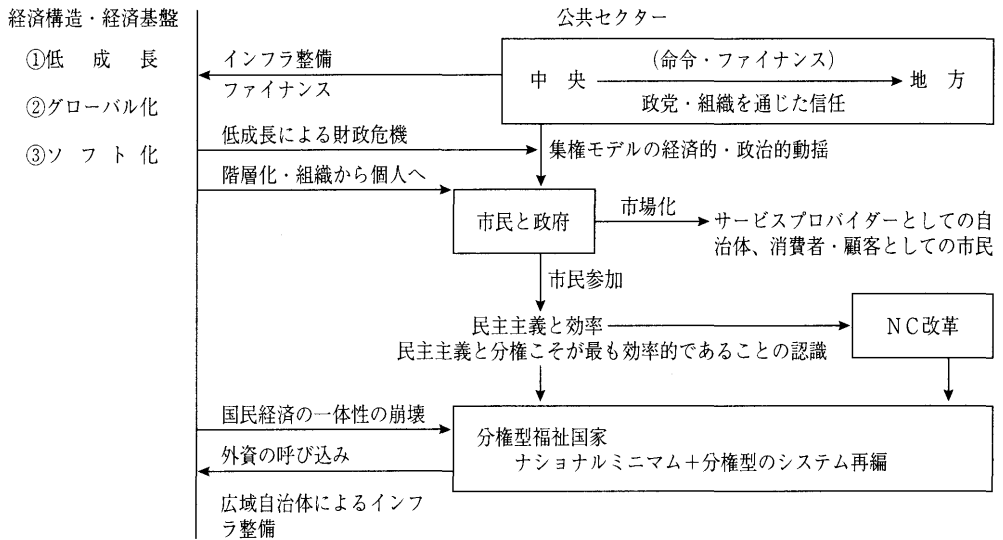 経済構造・経済基盤
公共セクター
①低成長
②グローバル化
③ソフト化
インフラ整備
ファイナンス
(命令・ファイナンス)
中央
地方
政党・組織を通じた信任
低成長による財政危機
集権モデルの経済的・政治的動揺
階層化・組織から個人へ
市民と政府
市場化
サービスプロバイダーとしての自
治体、消費者・顧客としての市民
市民参加
民主主義と効率
民主主義と分権こそが最も効率的であることの認識
NC改革
国民経済の一体性の崩壊
外資の呼び込み
広域自治体によるインフ
ラ整備
分権型福祉国家
ナショナルミニマム+分権型のシステム再編